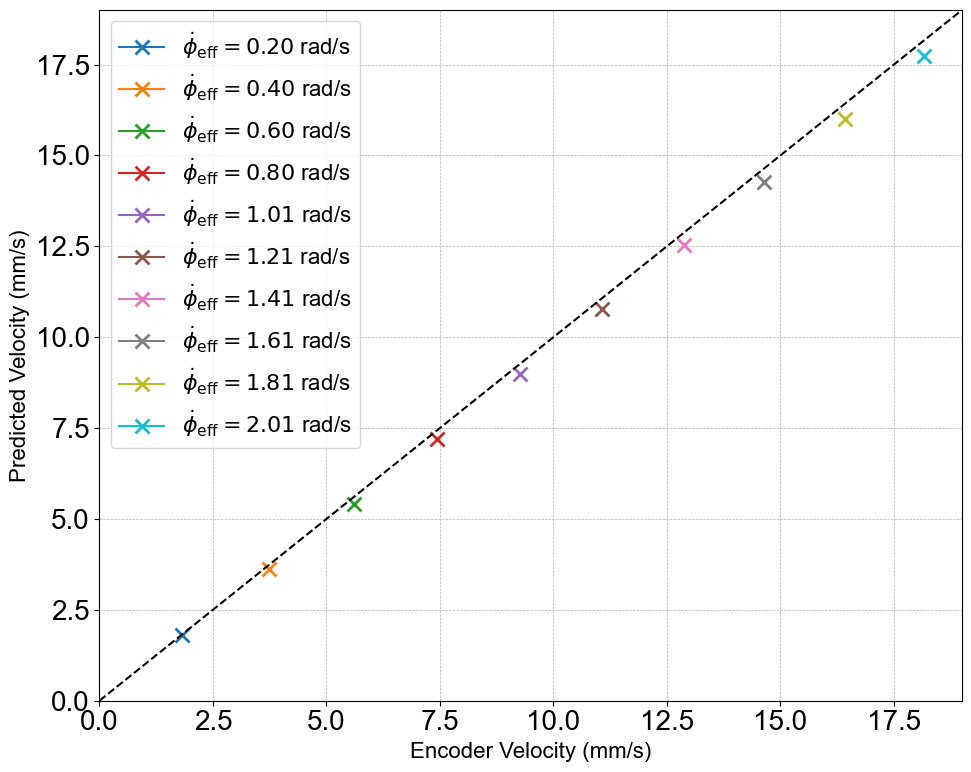 17.5
15.0
12.5
10.0
7.5
5.0
2.5
0.0
Predicted Velocity (mm/s)
ϕ̇eff = 0.20 rad/s
ϕ̇eff = 0.40 rad/s
ϕ̇eff = 0.60 rad/s
ϕ̇eff = 0.80 rad/s
ϕ̇eff = 1.01 rad/s
ϕ̇eff = 1.21 rad/s
ϕ̇eff = 1.41 rad/s
ϕ̇eff = 1.61 rad/s
ϕ̇eff = 1.81 rad/s
ϕ̇eff = 2.01 rad/s
0.0 2.5 5.0 7.5 10.0 12.5 15.0 17.5
Encoder Velocity (mm/s)